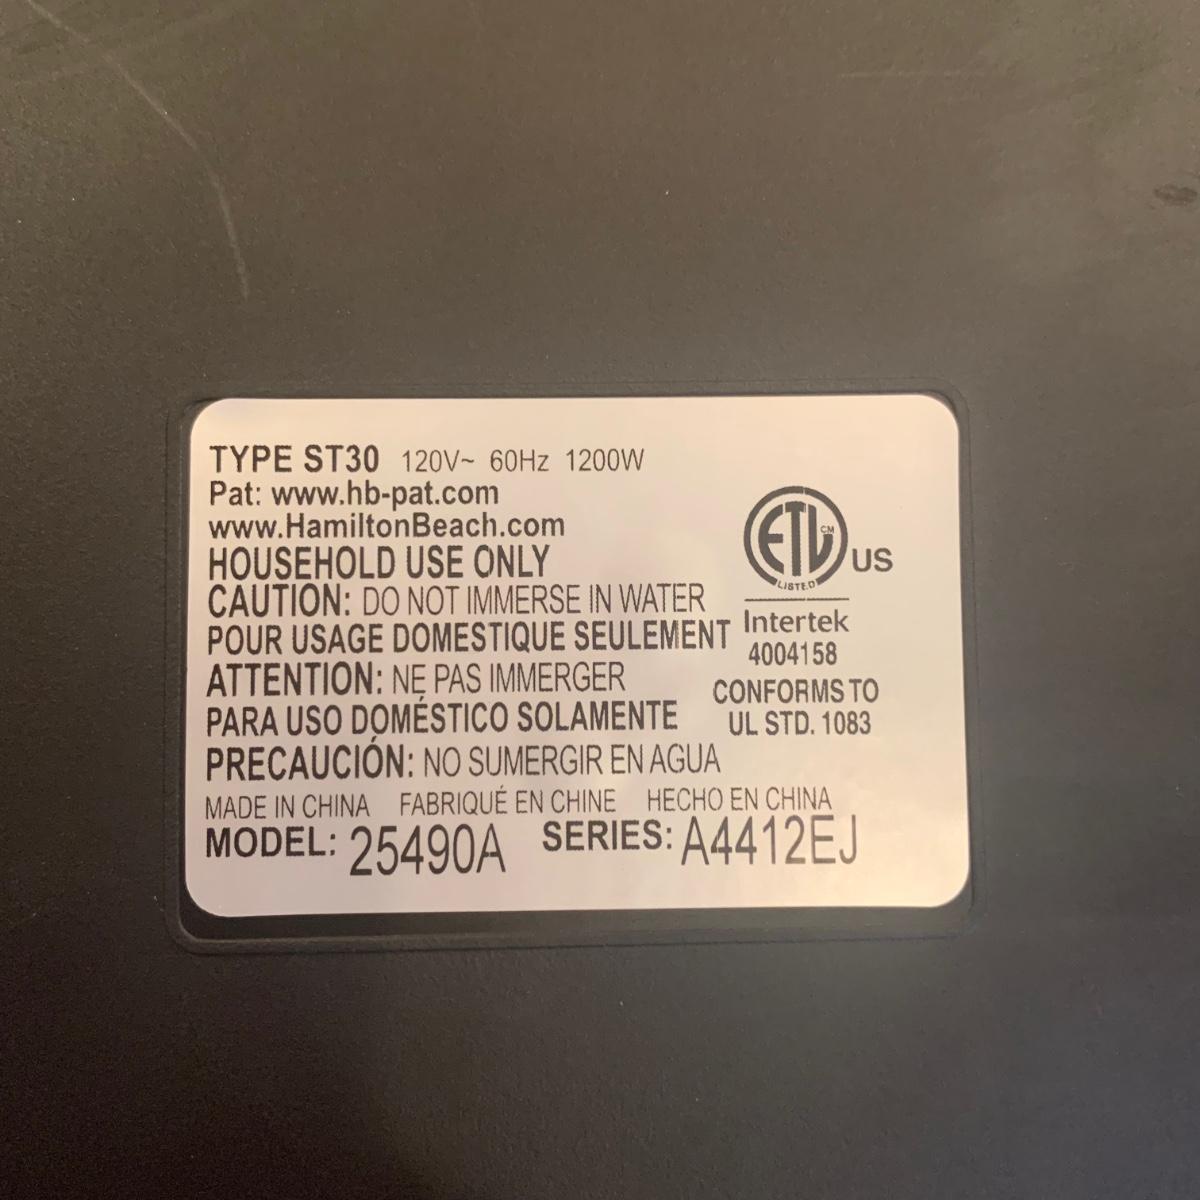 TYPE ST30 120V~ 60Hz 1200W
Pat: www.hb-pat.com
www.HamiltonBeach.com
HOUSEHOLD USE ONLY
CAUTION: DO NOT IMMERSE IN WATER
POUR USAGE DOMESTIQUE SEULEMENT
ATTENTION: NE PAS IMMERGER
PARA USO DOMÉSTICO SOLAMENTE
PRECAUCIÓN: NO SUMERGIR EN AGUA
MADE IN CHINA FABRIQUÉ EN CHINE HECHO EN CHINA
MODEL: 25490A SERIES: A4412EJ
ETL CM
LISTED
US
Intertek
4004158
CONFORMS TO
UL STD. 1083